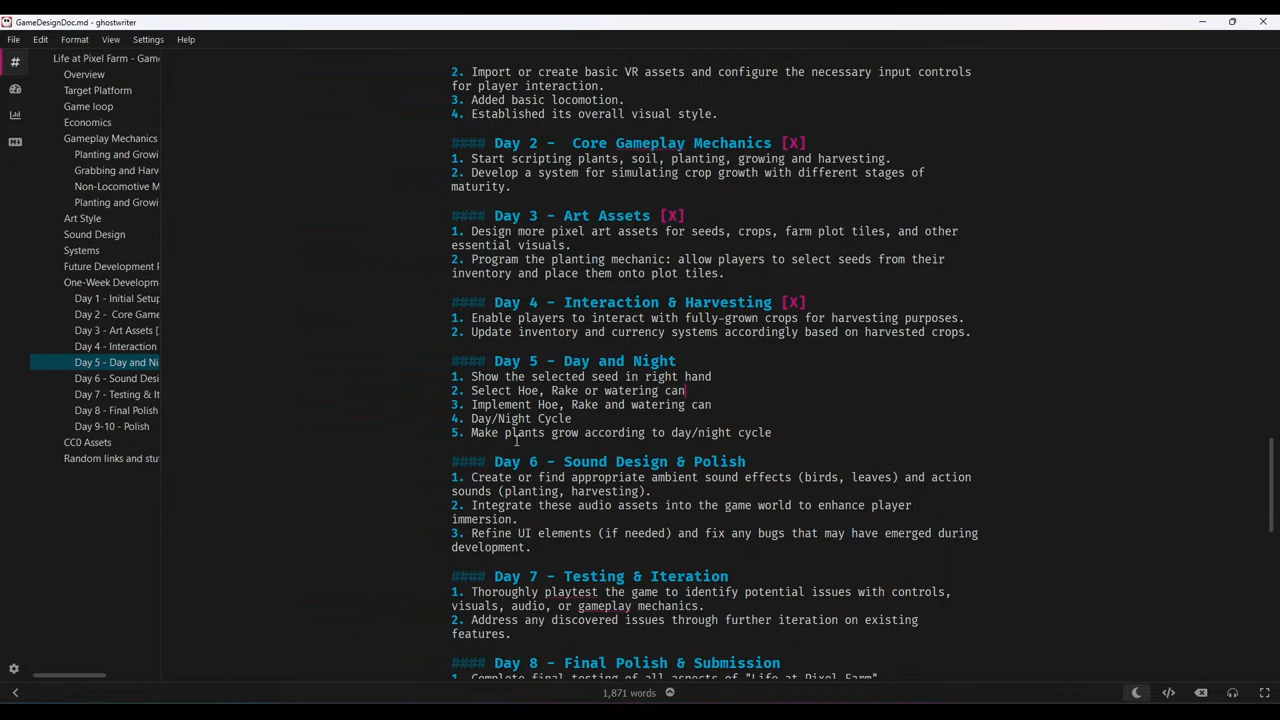 GameDesignDoc.md - ghostwriter
File Edit Format View Settings Help
Life at Pixel Farm - Game
Overview
Target Platform
Game loop
Economics
Gameplay Mechanics
Planting and Growi
Grabbing and Harv
Non-Locomotive M
Planting and Growi
Art Style
Sound Design
Systems
Future Development P
One-Week Developm
Day 1 - Initial Setup
Day 2 -  Core Game
Day 3 - Art Assets [
Day 4 - Interaction
Day 5 - Day and Ni
Day 6 - Sound Desi
Day 7 - Testing & It
Day 8 - Final Polish
Day 9-10 - Polish
CC0 Assets
Random links and stu
2. Import or create basic VR assets and configure the necessary input controls
for player interaction.
3. Added basic locomotion.
4. Established its overall visual style.
#### Day 2 -  Core Gameplay Mechanics [X]
1. Start scripting plants, soil, planting, growing and harvesting.
2. Develop a system for simulating crop growth with different stages of
maturity.
#### Day 3 - Art Assets [X]
1. Design more pixel art assets for seeds, crops, farm plot tiles, and other
essential visuals.
2. Program the planting mechanic: allow players to select seeds from their
inventory and place them onto plot tiles.
#### Day 4 - Interaction & Harvesting [X]
1. Enable players to interact with fully-grown crops for harvesting purposes.
2. Update inventory and currency systems accordingly based on harvested crops.
#### Day 5 - Day and Night
1. Show the selected seed in right hand
2. Select Hoe, Rake or watering can
3. Implement Hoe, Rake and watering can
4. Day/Night Cycle
5. Make plants grow according to day/night cycle
#### Day 6 - Sound Design & Polish
1. Create or find appropriate ambient sound effects (birds, leaves) and action
sounds (planting, harvesting).
2. Integrate these audio assets into the game world to enhance player
immersion.
3. Refine UI elements (if needed) and fix any bugs that may have emerged during
development.
#### Day 7 - Testing & Iteration
1. Thoroughly playtest the game to identify potential issues with controls,
visuals, audio, or gameplay mechanics.
2. Address any discovered issues through further iteration on existing
features.
#### Day 8 - Final Polish & Submission
1. Complete final testing of all aspects of "Life at Pixel Farm"
1,871 words